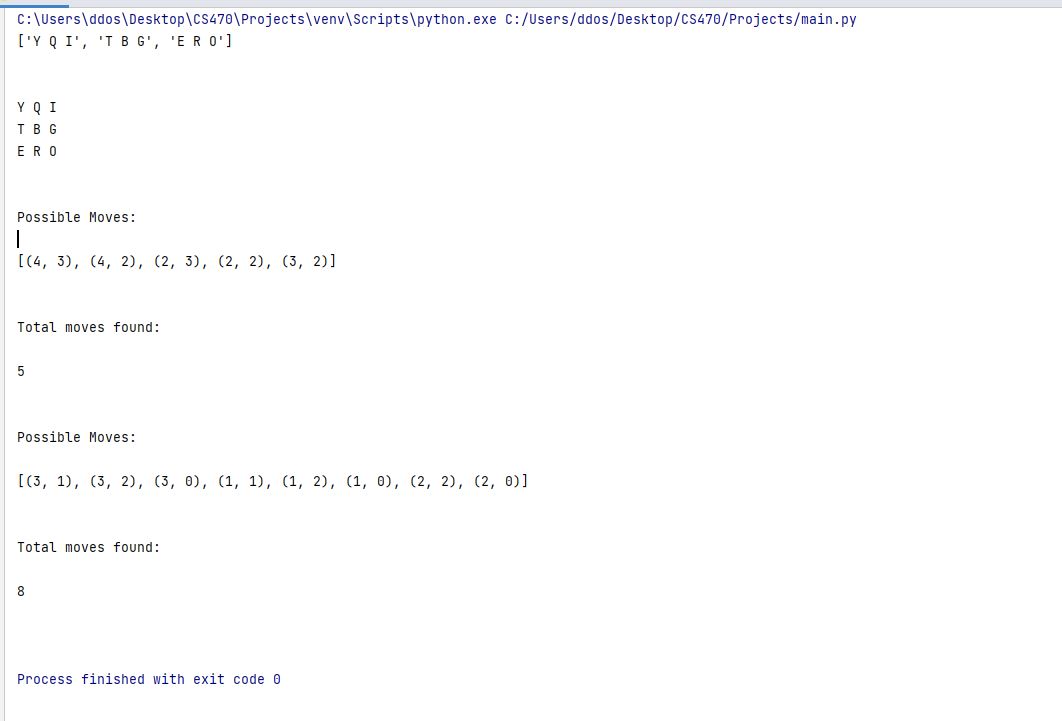 C:\Users\ddos\Desktop\CS470\Projects\venv\Scripts\python.exe C:/Users/ddos/Desktop/CS470/Projects/main.py
['Y Q I', 'T B G', 'E R O']
Y Q I
T B G
E R O
Possible Moves:
[(4, 3), (4, 2), (2, 3), (2, 2), (3, 2)]
Total moves found:
5
Possible Moves:
[(3, 1), (3, 2), (3, 0), (1, 1), (1, 2), (1, 0), (2, 2), (2, 0)]
Total moves found:
8
Process finished with exit code 0